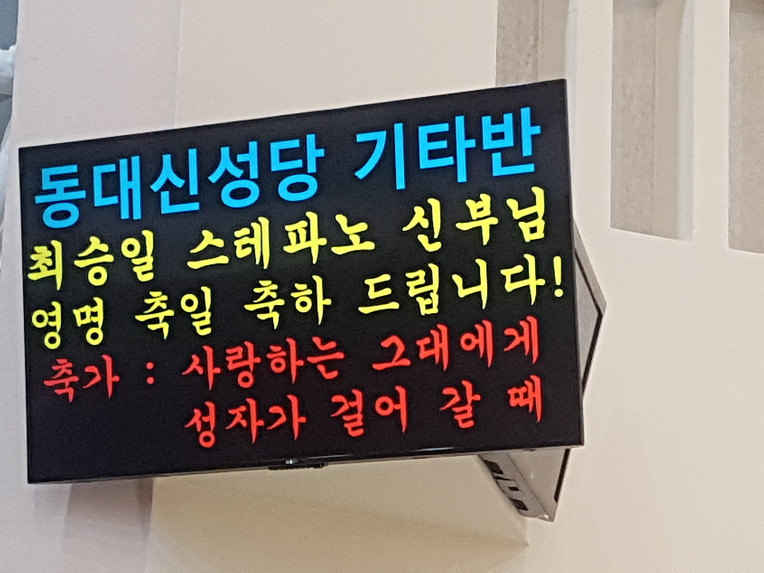 동대신성당 기타반
최승일 스테파노 신부님
영명 축일 축하 드립니다!
축가 : 사랑하는 그대에게
성자가 걸어 갈 때